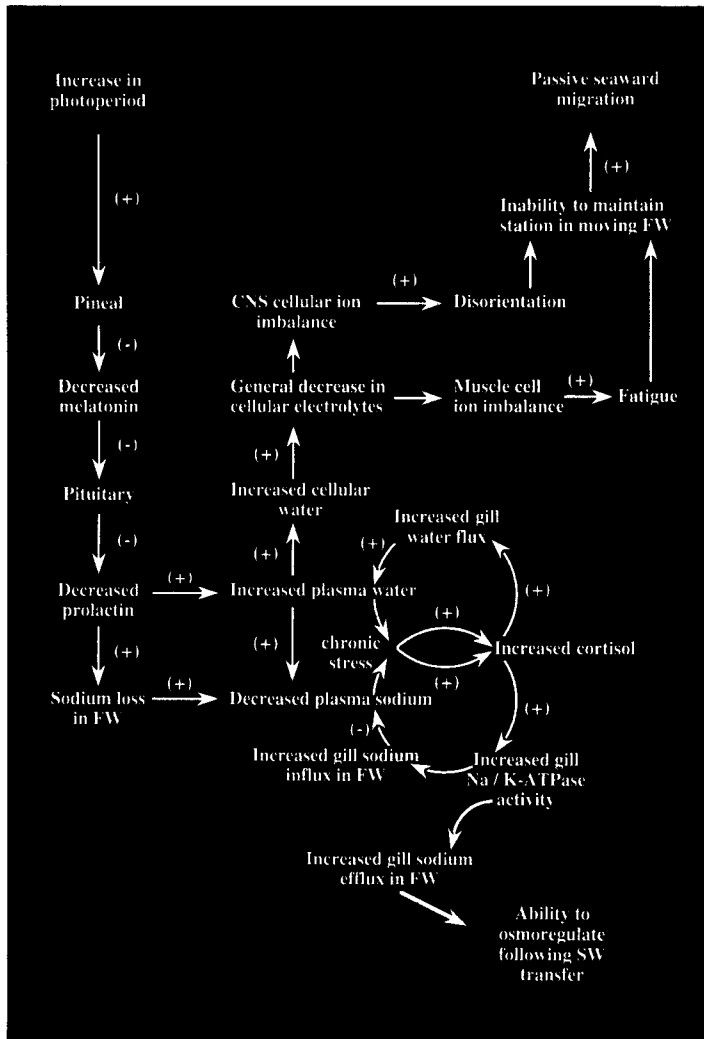 Increase in
photoperiod
(+)
Pineal
(-)
Decreased
melatonin
(-)
Pituitary
(-)
Decreased
prolactin
(+)
Sodium loss
in FW
(+)
(+)
Passive seaward
migration
(+)
Inability to maintain
station in moving FW
CNS cellular ion
imbalance
(+)
Disorientation
General decrease in
cellular electrolytes
Muscle cell
ion imbalance
(+)
Fatigue
(+)
Increased cellular
water
(+)
Increased plasma water
(+)
Decreased plasma sodium
Increased gill
water flux
(+)
(+)
(+)
chronic
stress
Increased cortisol
(+)
(+)
(-)
Increased gill sodium
influx in FW
Increased gill
Na / K-ATPase
activity
Increased gill sodium
efflux in FW
Ability to
osmoregulate
following SW
transfer